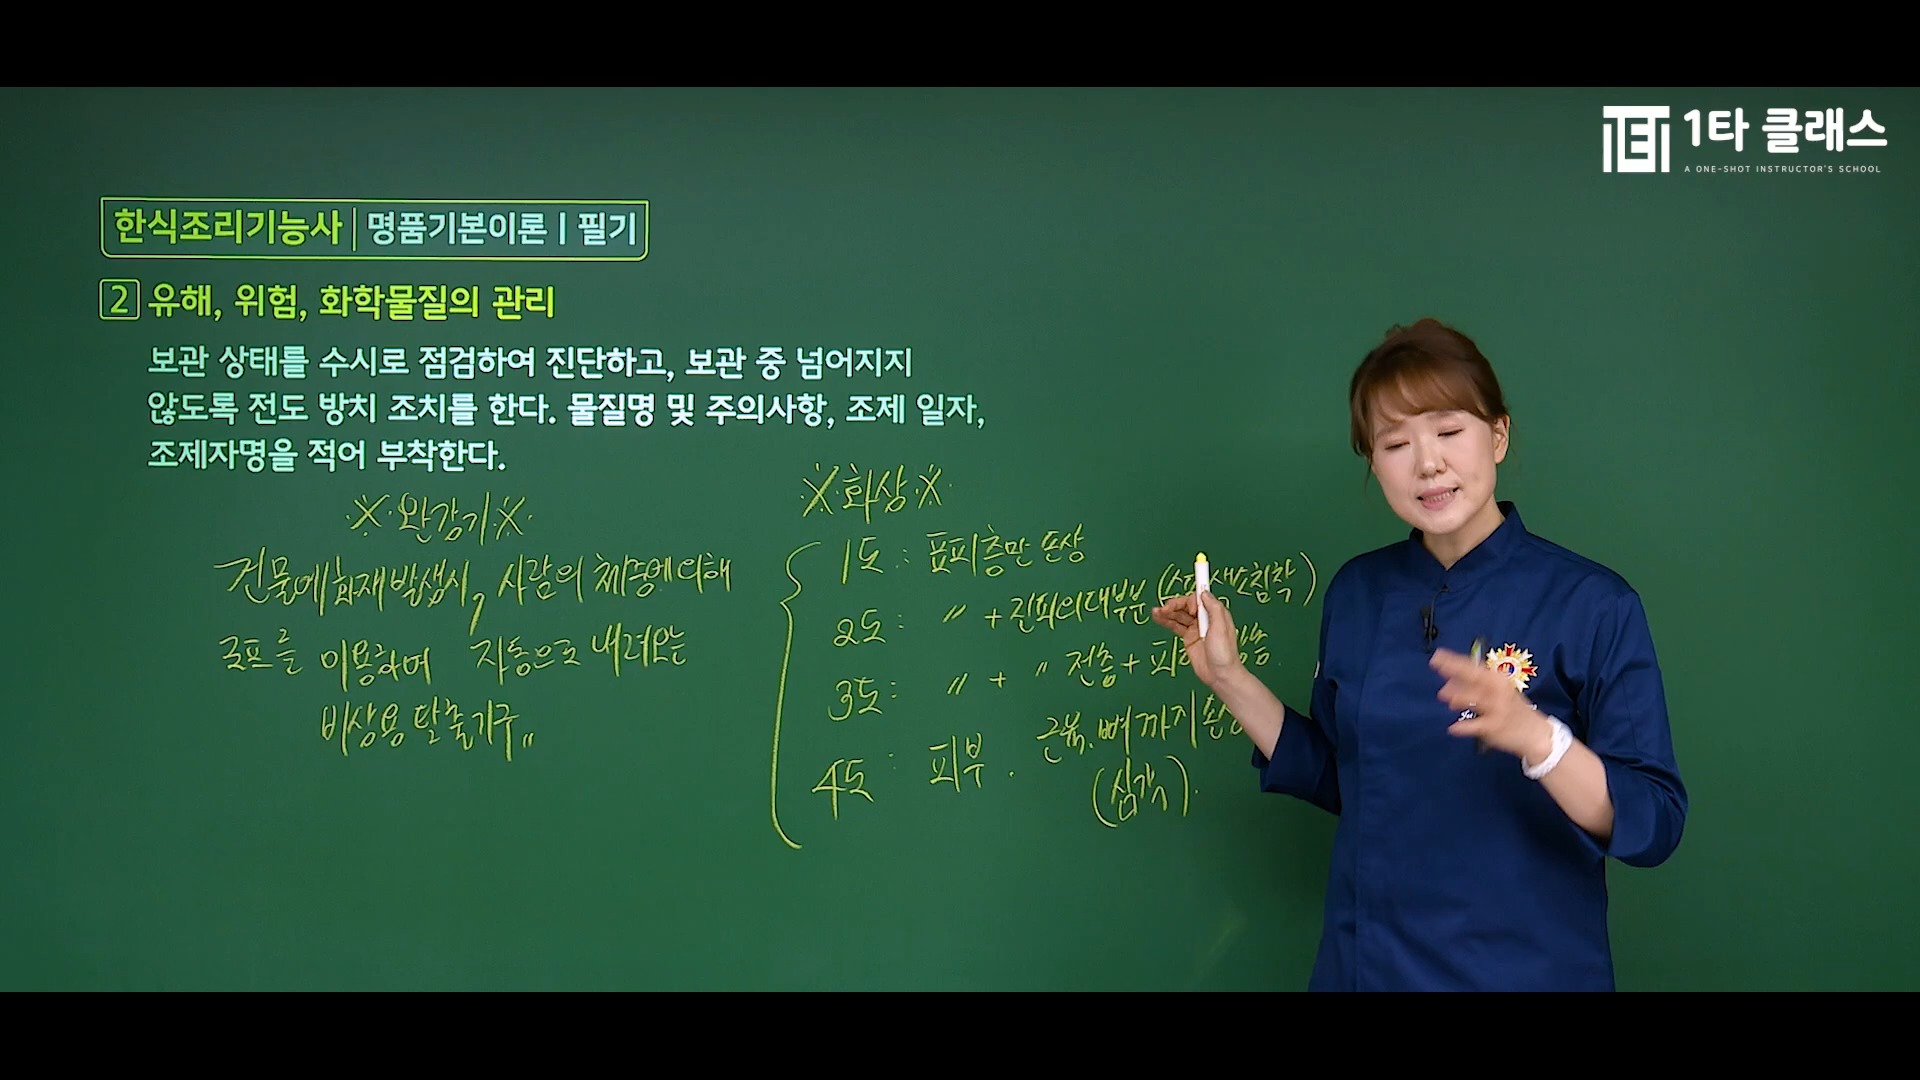 1타 클래스
A ONE-SHOT INSTRUCTOR'S SCHOOL
한식조리기능사 | 명품기본이론 | 필기
2 유해, 위험, 화학물질의 관리
보관 상태를 수시로 점검하여 진단하고, 보관 중 넘어지지
않도록 전도 방치 조치를 한다. 물질명 및 주의사항, 조제 일자,
조제자명을 적어 부착한다.
※완강기※
건물에 화재 발생시, 사람의 체중에 의해
로프를 이용하며 자동으로 내려오는
비상용 탈출기구〃
※화상※
1도 : 표피층만 손상
2도 : 〃 + 진피의 대부분 (색소침착)
3도 : 〃 + 〃 전층 +
4도 : 피부. 근육. 뼈까지
(심각).